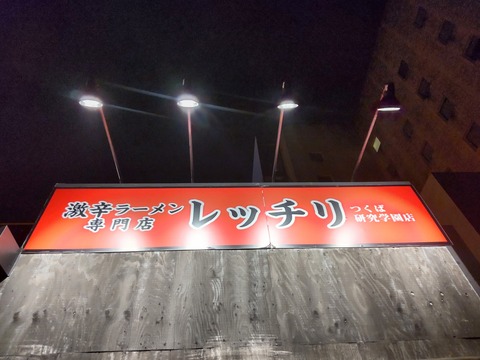 激辛ラーメン
専門店
レッチリ
つくば
研究学園店